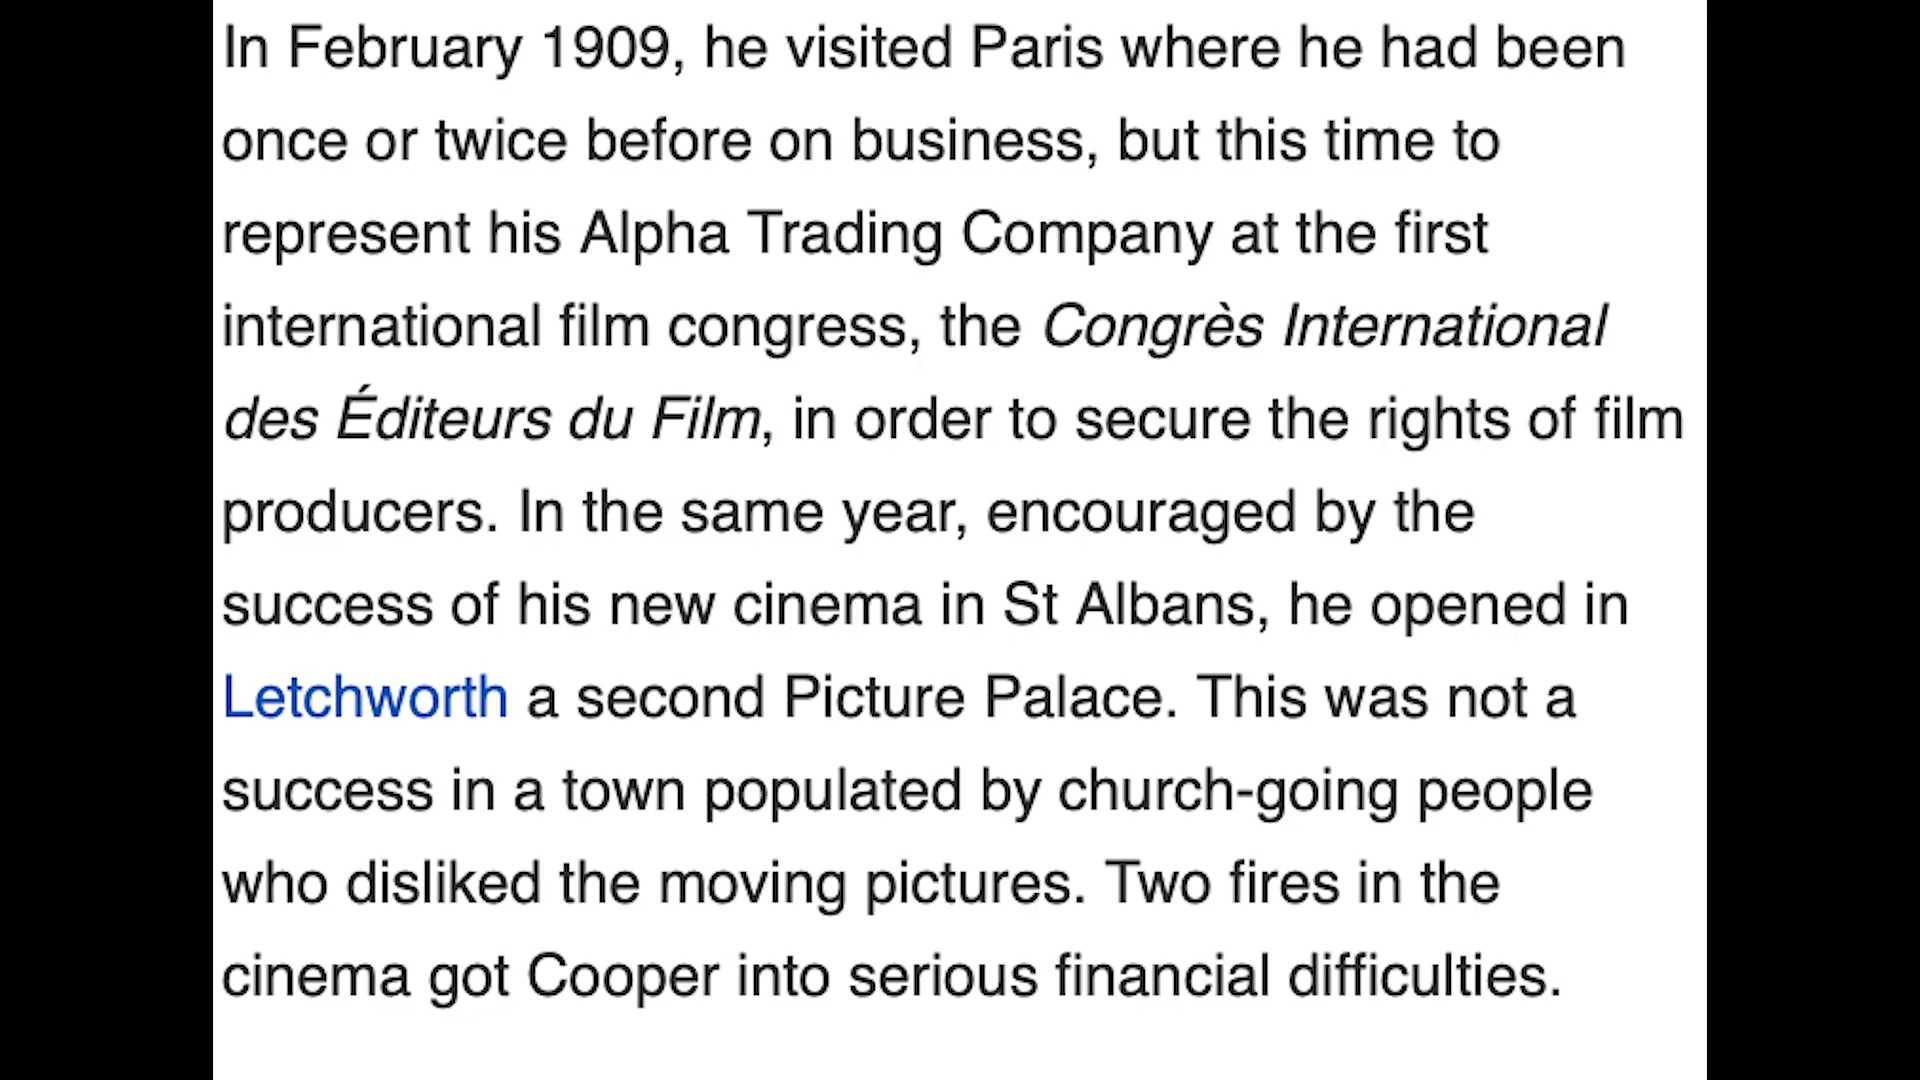 In February 1909, he visited Paris where he had been
once or twice before on business, but this time to
represent his Alpha Trading Company at the first
international film congress, the Congrès International
des Éditeurs du Film, in order to secure the rights of film
producers. In the same year, encouraged by the
success of his new cinema in St Albans, he opened in
Letchworth a second Picture Palace. This was not a
success in a town populated by church-going people
who disliked the moving pictures. Two fires in the
cinema got Cooper into serious financial difficulties.